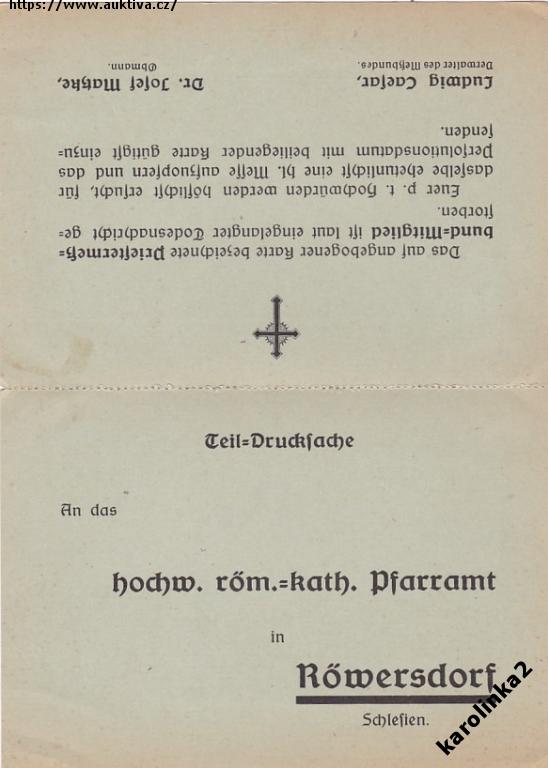 https://www.auktiva.cz/
Das auf angebogener Karte bezeichnete Prieſtermeß=
bund=Mitglied iſt laut eingelangter Todesnachricht ge=
ſtorben.
Euer p. t. Hochwürden werden höflichſt erſucht, für
dasſelbe eheſtunlichſt eine hl. Meſſe aufzuopfern und das
Perſolutionsdatum mit beiliegender Karte gütigſt einzu=
ſenden.
Ludwig Caeſar,
Verwalter des Meßbundes.
Dr. Joſef Matzke,
Obmann.
Teil=Druckſache
An das
hochw. röm.=kath. Pfarramt
in
Röwersdorf
Schleſien.
karolinka2